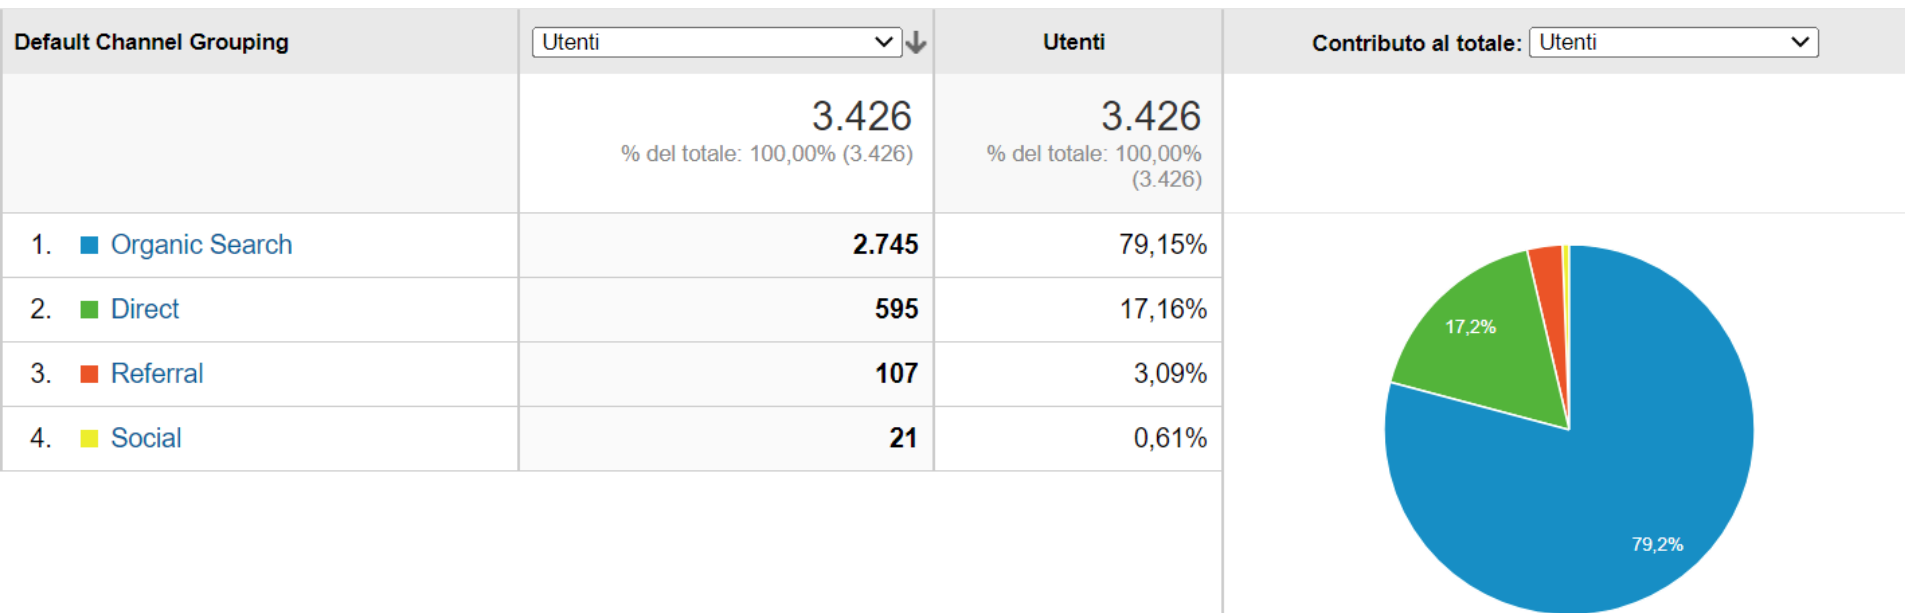 Default Channel Grouping
Utenti
Utenti
Contributo al totale: Utenti
3.426
% del totale: 100,00% (3.426)
3.426
% del totale: 100,00%
(3.426)
1. Organic Search 2.745 79,15%
2. Direct 595 17,16%
3. Referral 107 3,09%
4. Social 21 0,61%
17,2%
79,2%